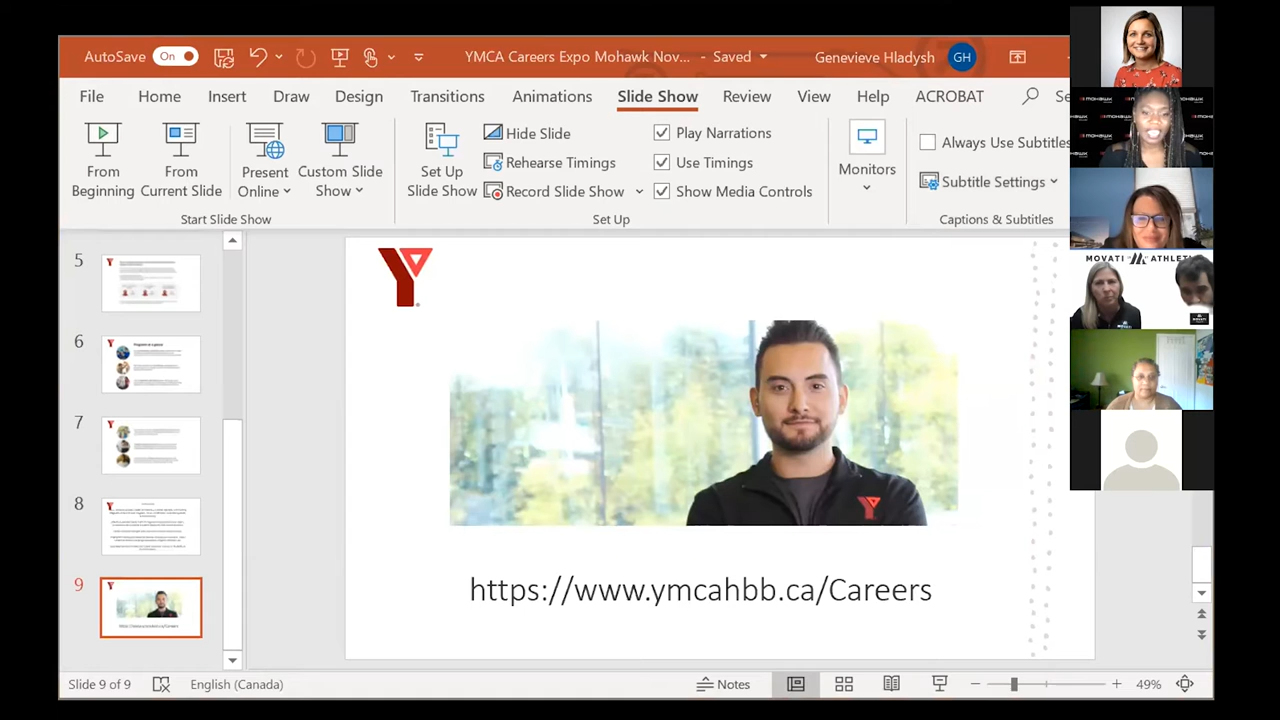 AutoSave On YMCA Careers Expo Mohawk Nov... - Saved Genevieve Hladysh GH
File Home Insert Draw Design Transitions Animations Slide Show Review View Help ACROBAT Se
From Beginning
From Current Slide
Present Online
Custom Slide Show
Start Slide Show
Set Up Slide Show
Hide Slide
Rehearse Timings
Record Slide Show
Play Narrations
Use Timings
Show Media Controls
Set Up
Monitors
Always Use Subtitles
Subtitle Settings
Captions & Subtitles
MOVATI ATHLETI
5
6
7
8
9
https://www.ymcahbb.ca/Careers
Slide 9 of 9 English (Canada) Notes 49%